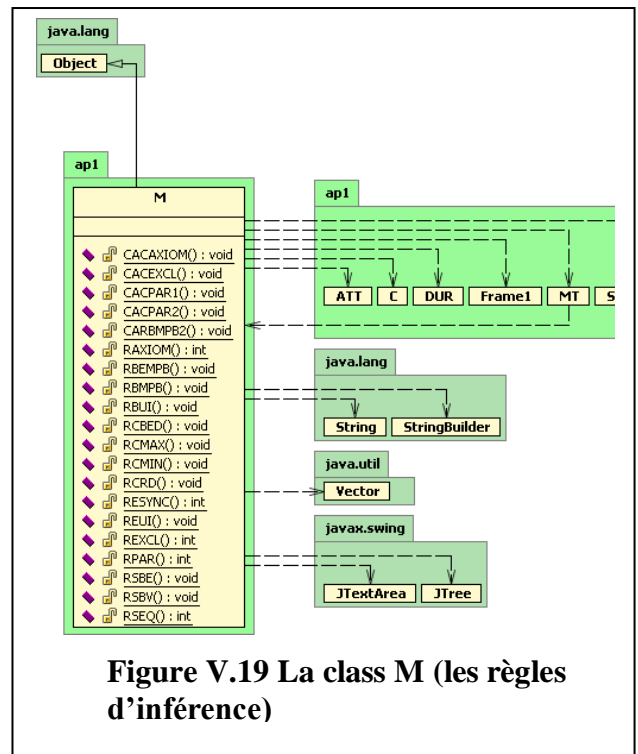 java.lang
Object
ap1
M
CACAXIOM() : void
CACEXCL() : void
CACPAR1() : void
CACPAR2() : void
CARBMPB2() : void
RAXIOM() : int
RBEMPB() : void
RBMPB() : void
RBUI() : void
RCBED() : void
RCMAX() : void
RCMIN() : void
RCRD() : void
RESYNC() : int
REUI() : void
REXCL() : int
RPAR() : int
RSBE() : void
RSBV() : void
RSEQ() : int
ap1
ATT C DUR Frame1 MT S
java.lang
String StringBuilder
java.util
Vector
javax.swing
JTextArea JTree
Figure V.19 La class M (les règles
d'inférence)